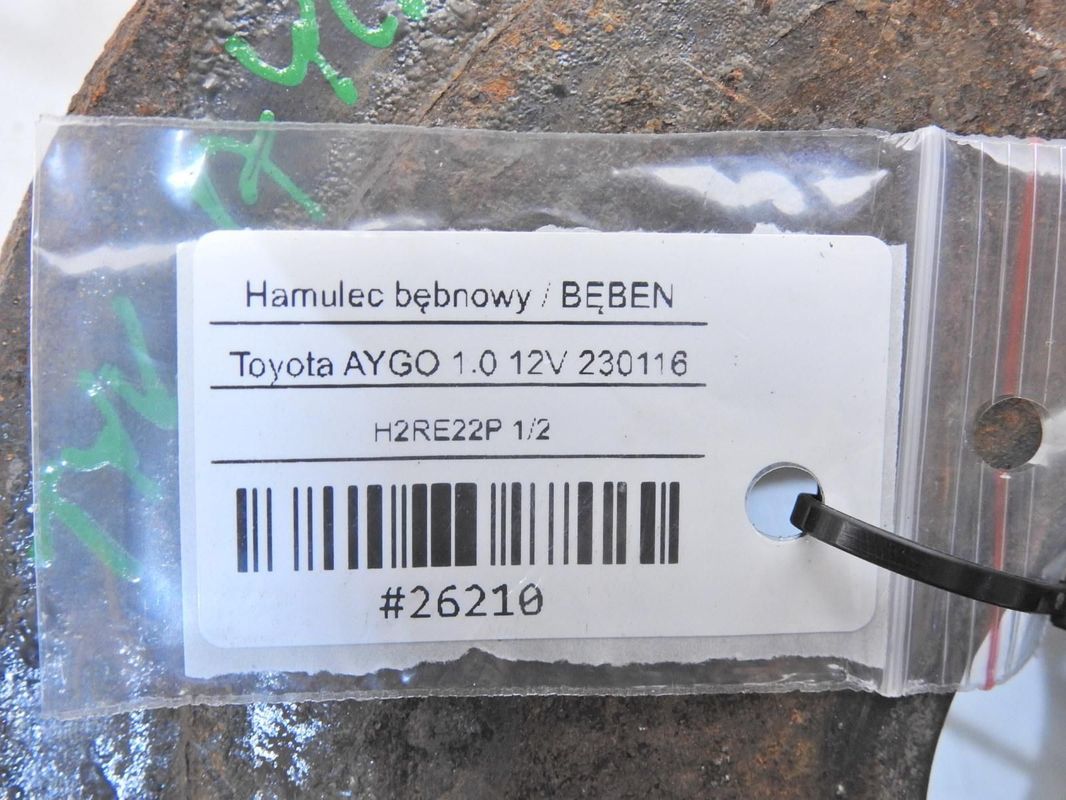 Hamulec bębnowy / BĘBEN
Toyota AYGO 1.0 12V 230116
H2RE22P 1/2
#26210